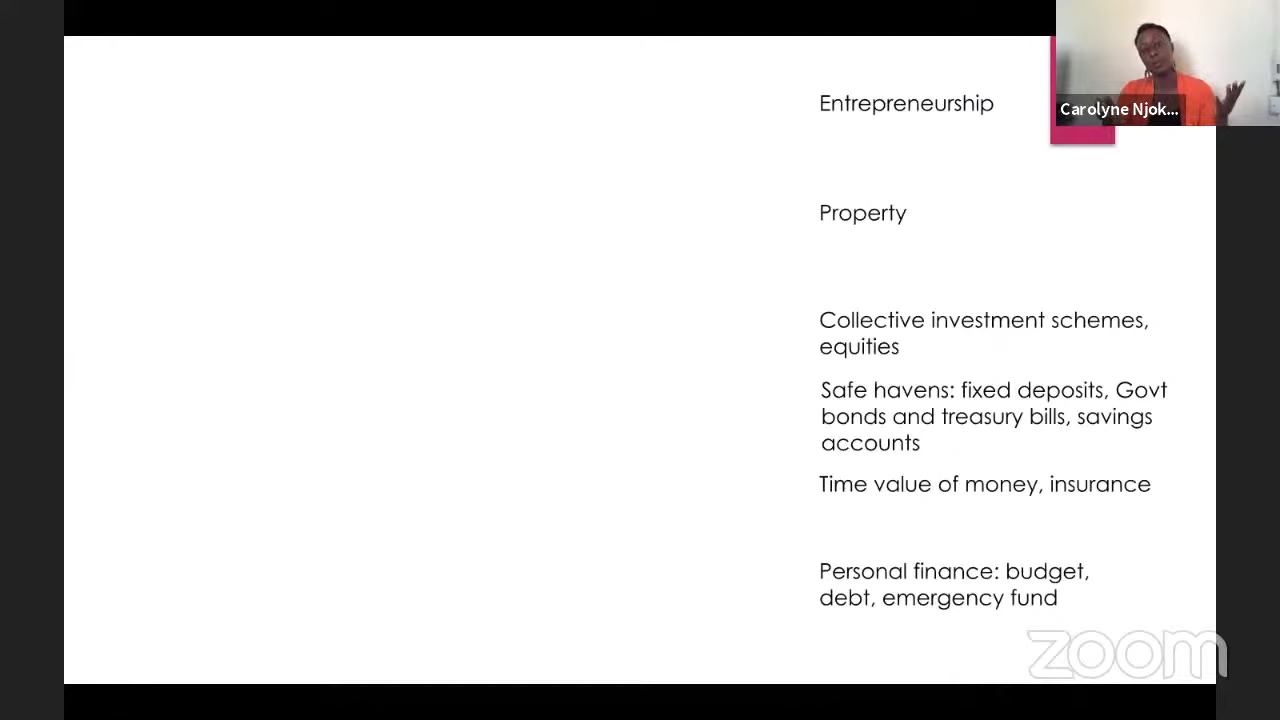 Entrepreneurship
Carolyne Njok...
Property
Collective investment schemes,
equities
Safe havens: fixed deposits, Govt
bonds and treasury bills, savings
accounts
Time value of money, insurance
Personal finance: budget,
debt, emergency fund
zoom